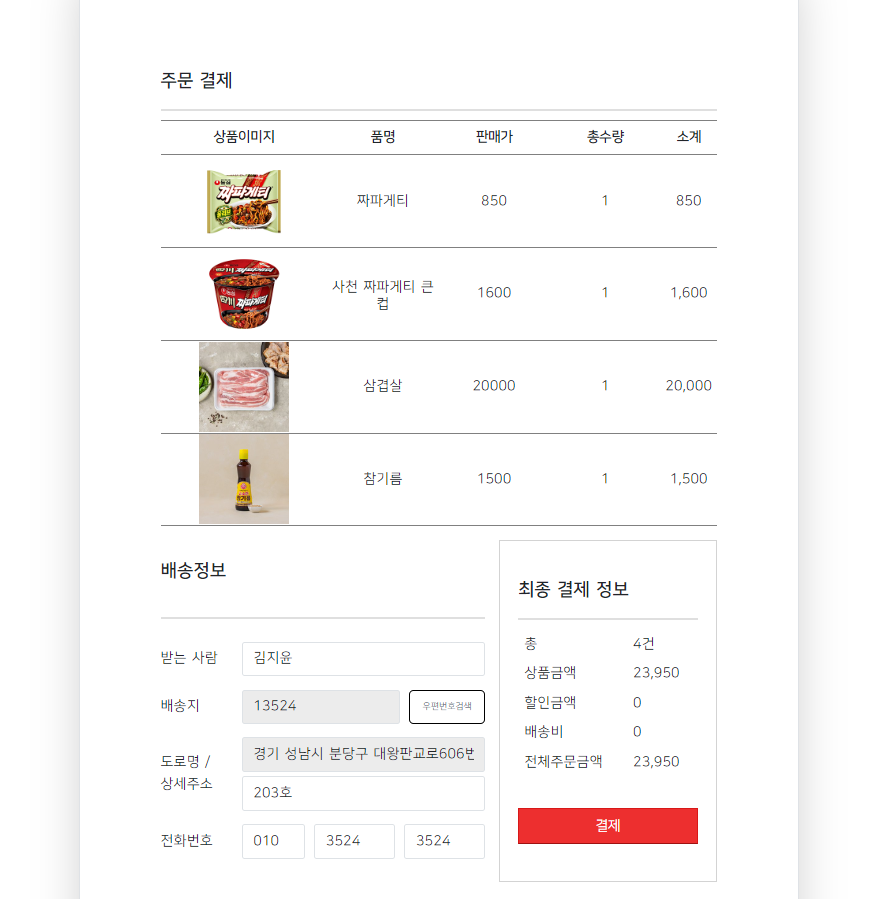 주문 결제
상품이미지 품명 판매가 총수량 소계
짜파게티
짜파게티 850 1 850
짜파게티
사천 짜파게티 큰
컵 1600 1 1,600
삼겹살 20000 1 20,000
참기름 1500 1 1,500
배송정보
받는 사람 김지윤
배송지 13524 우편번호검색
도로명 /
상세주소
경기 성남시 분당구 대왕판교로606번
203호
전화번호 010 3524 3524
최종 결제 정보
총 4건
상품금액 23,950
할인금액 0
배송비 0
전체주문금액 23,950
결제